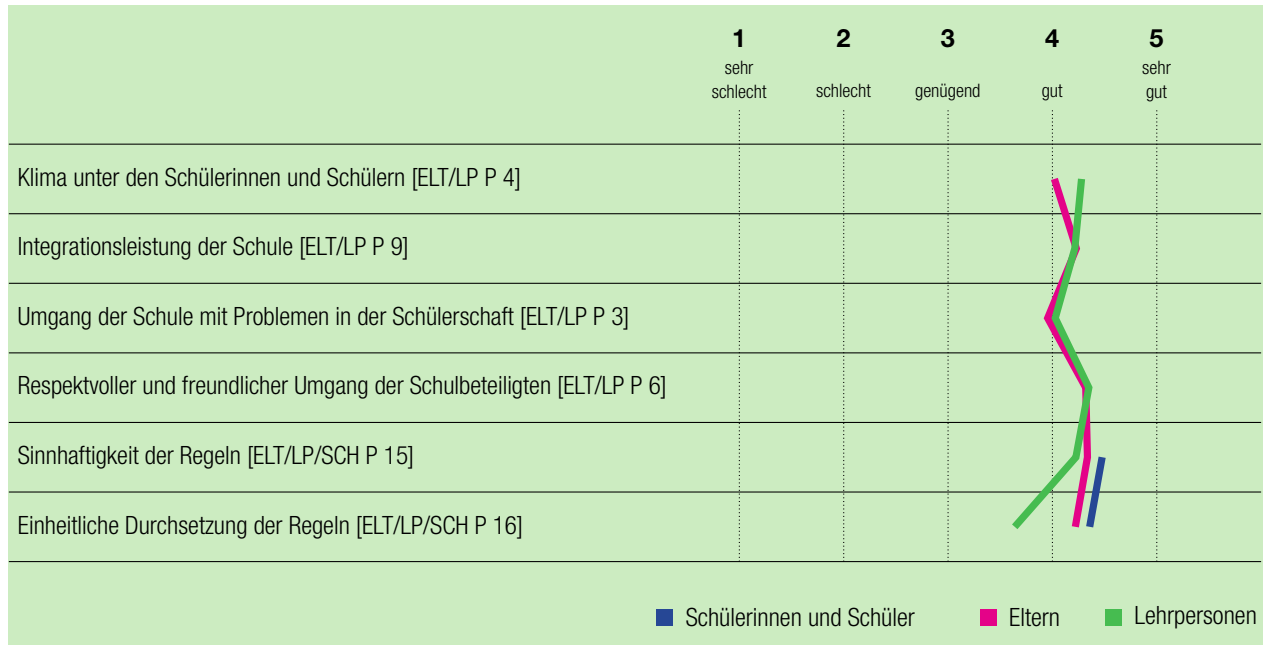 1 2 3 4 5
sehr schlecht schlecht genügend gut sehr gut
Klima unter den Schülerinnen und Schülern [ELT/LP P 4]
Integrationsleistung der Schule [ELT/LP P 9]
Umgang der Schule mit Problemen in der Schülerschaft [ELT/LP P 3]
Respektvoller und freundlicher Umgang der Schulbeteiligten [ELT/LP P 6]
Sinnhaftigkeit der Regeln [ELT/LP/SCH P 15]
Einheitliche Durchsetzung der Regeln [ELT/LP/SCH P 16]
Schülerinnen und Schüler Eltern Lehrpersonen